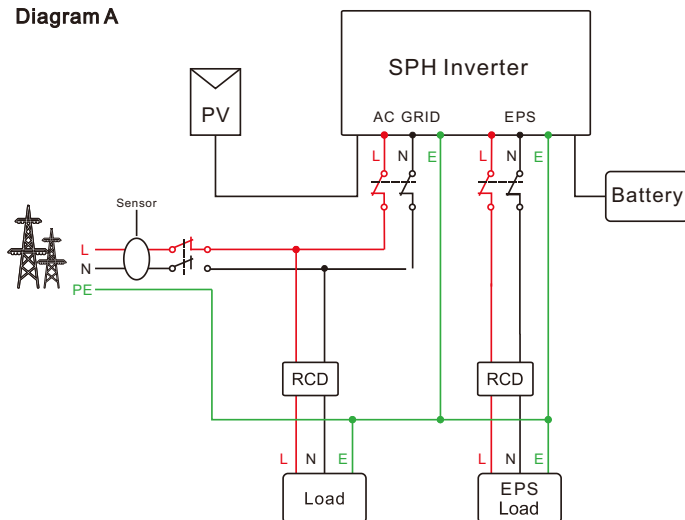 Diagram A
SPH Inverter
PV
AC GRID
EPS
L
N
E
L
N
E
Battery
Sensor
L
N
PE
RCD
RCD
L
N
E
L
N
E
Load
EPS
Load